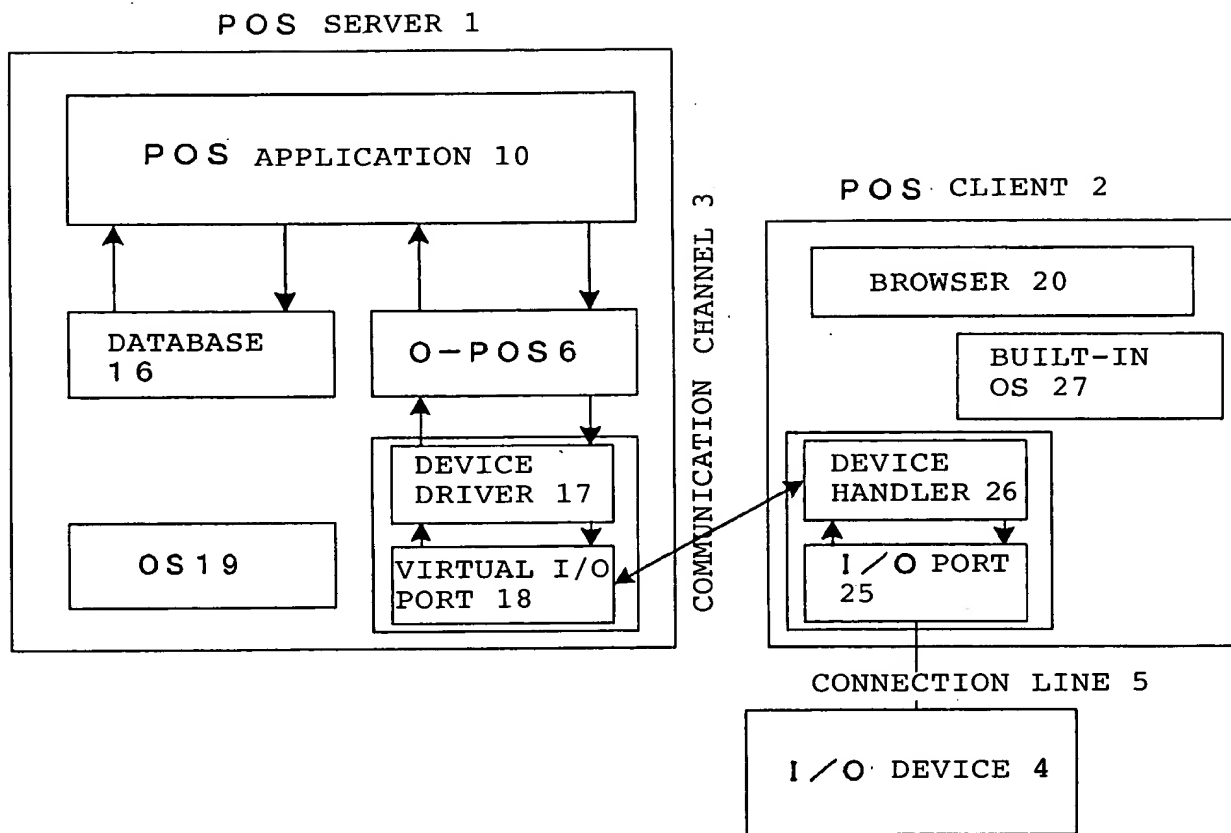 POS SERVER 1
POS APPLICATION 10
DATABASE
16
O-POS6
DEVICE
DRIVER 17
VIRTUAL I/O
PORT 18
OS19
COMMUNICATION CHANNEL 3
POS CLIENT 2
BROWSER 20
BUILT-IN
OS 27
DEVICE
HANDLER 26
I/O PORT
25
CONNECTION LINE 5
I/O DEVICE 4